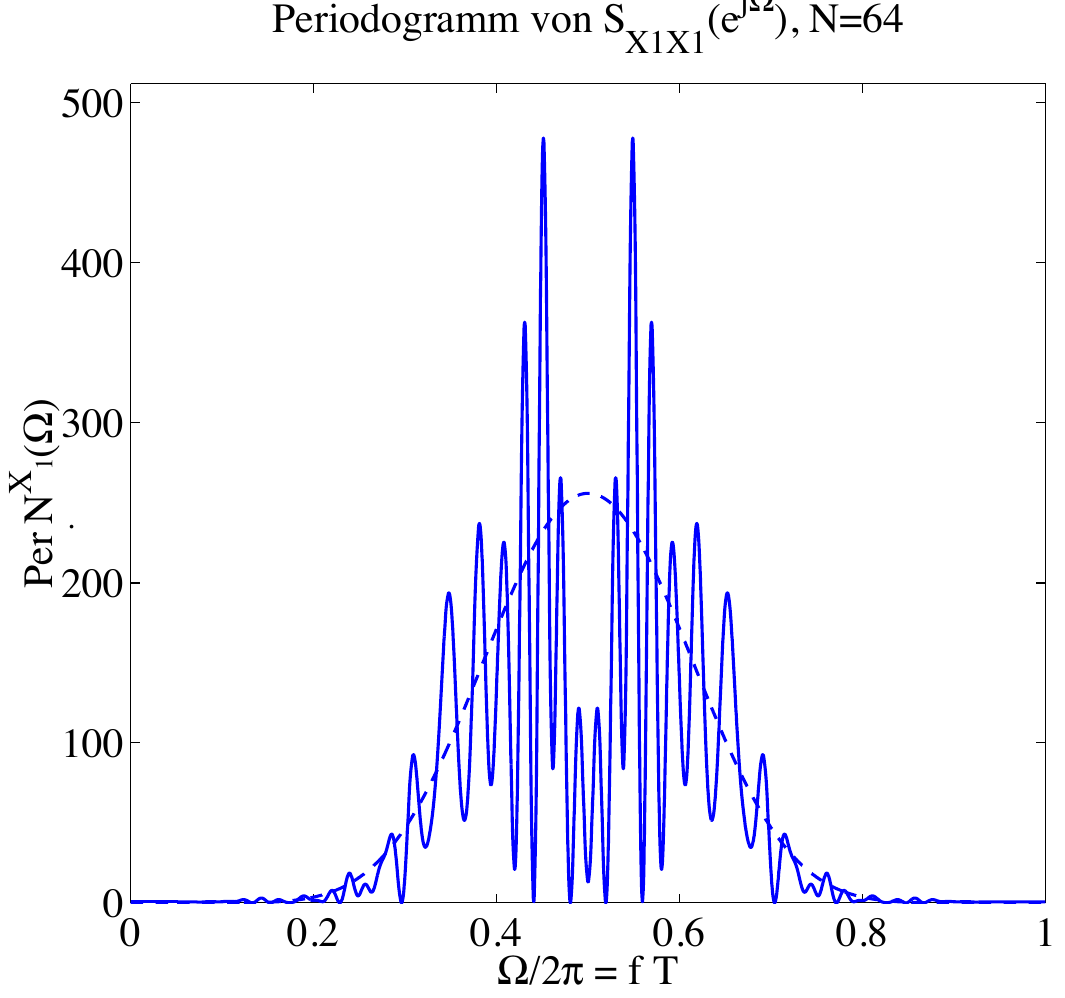 Periodogramm von S_X1X1(e^jΩ), N=64
500
400
300
200
100
0
Per N^X_1(Ω)
0 0.2 0.4 0.6 0.8 1
Ω/2π = f T